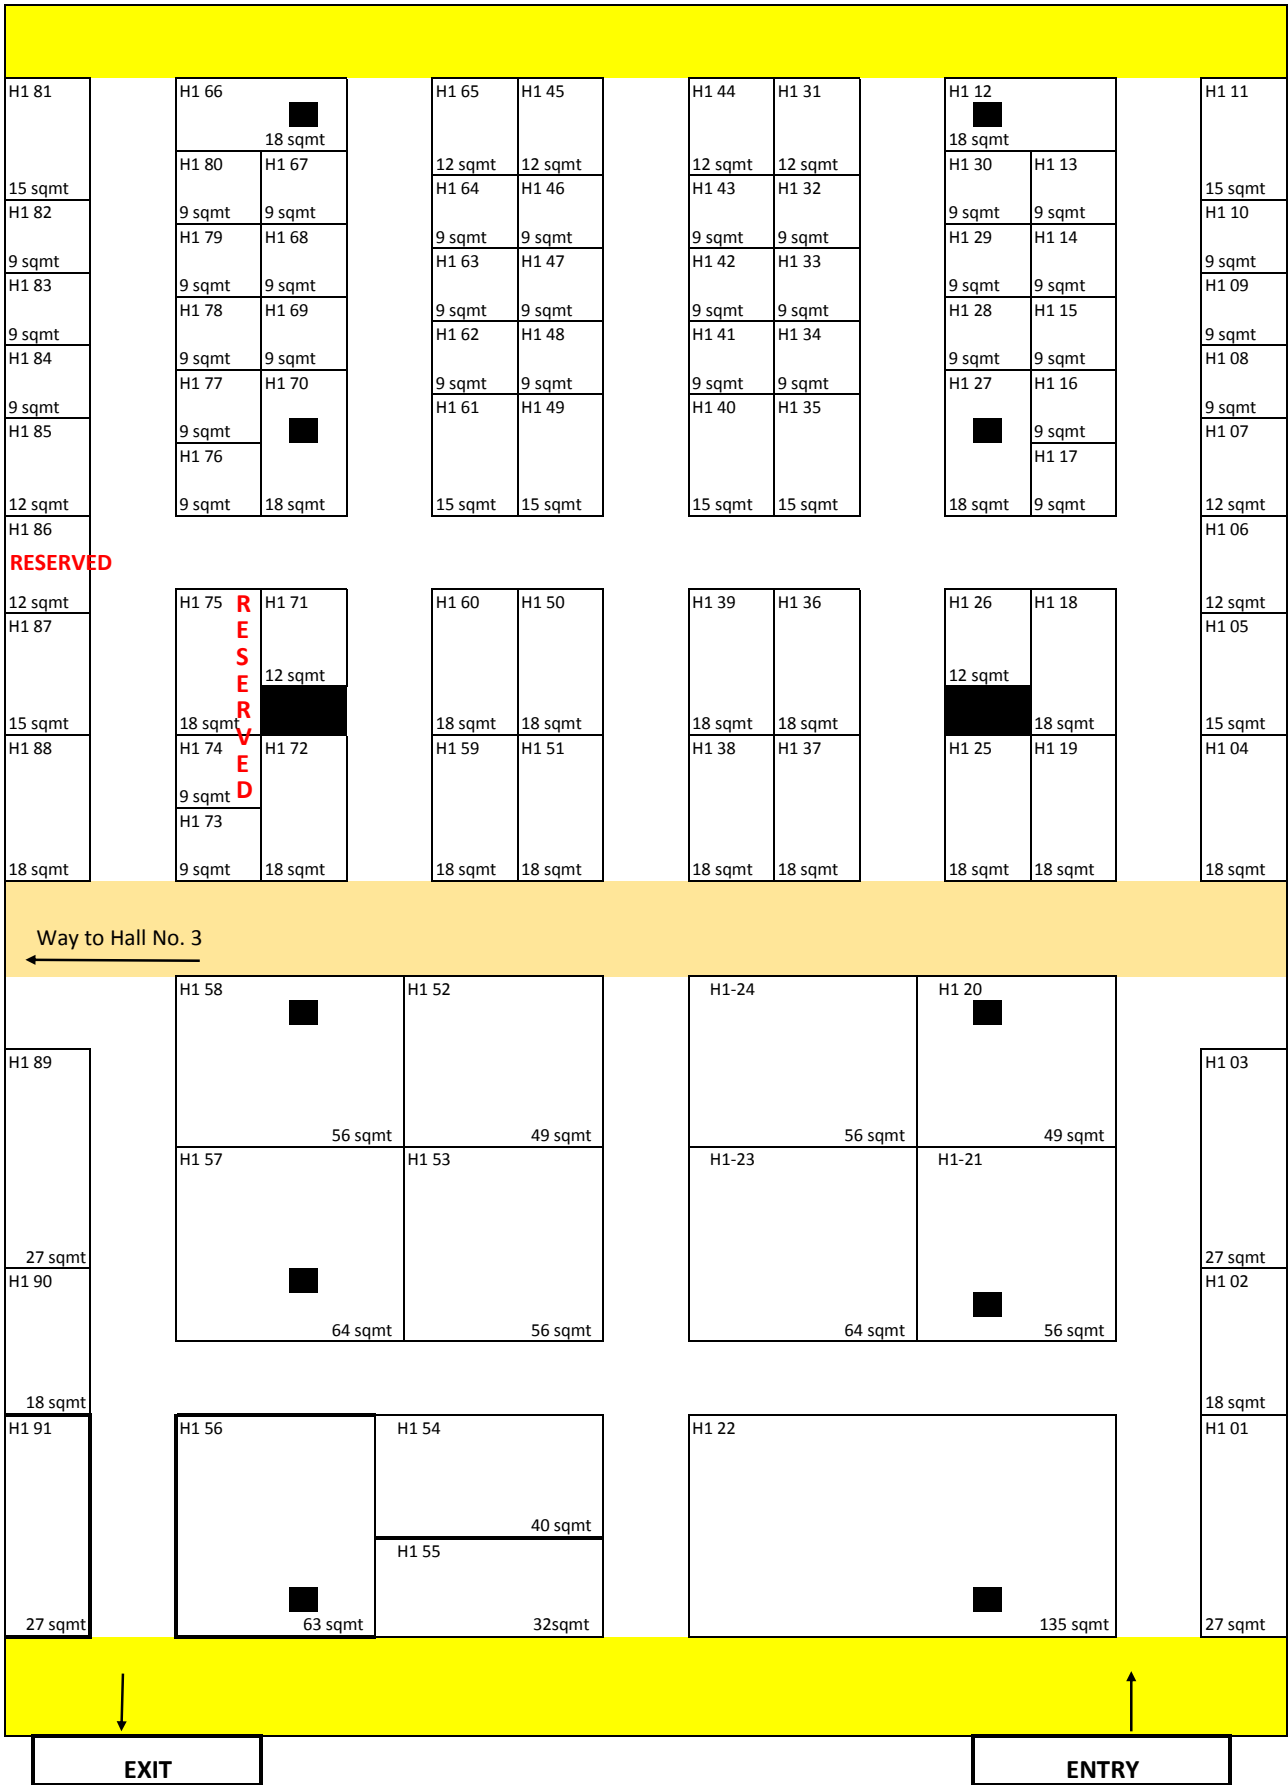 H1 81 H1 66 H1 65 H1 45 H1 44 H1 31 H1 12 H1 11
18 sqmt 18 sqmt
H1 80 H1 67 12 sqmt 12 sqmt 12 sqmt 12 sqmt H1 30 H1 13
15 sqmt H1 64 H1 46 H1 43 H1 32 15 sqmt
H1 82 9 sqmt 9 sqmt 9 sqmt 9 sqmt H1 10
H1 79 H1 68 9 sqmt 9 sqmt 9 sqmt 9 sqmt H1 29 H1 14
9 sqmt H1 63 H1 47 H1 42 H1 33 9 sqmt
H1 83 9 sqmt 9 sqmt 9 sqmt 9 sqmt H1 09
H1 78 H1 69 9 sqmt 9 sqmt 9 sqmt 9 sqmt H1 28 H1 15
9 sqmt H1 62 H1 48 H1 41 H1 34 9 sqmt
H1 84 9 sqmt 9 sqmt 9 sqmt 9 sqmt H1 08
H1 77 H1 70 9 sqmt 9 sqmt 9 sqmt 9 sqmt H1 27 H1 16
9 sqmt H1 61 H1 49 H1 40 H1 35 9 sqmt
H1 85 9 sqmt 9 sqmt H1 07
H1 76 H1 17
12 sqmt 9 sqmt 18 sqmt 15 sqmt 15 sqmt 15 sqmt 15 sqmt 18 sqmt 9 sqmt 12 sqmt
H1 86 H1 06
RESERVED
12 sqmt H1 75 RESERVED H1 71 H1 60 H1 50 H1 39 H1 36 H1 26 H1 18 12 sqmt
H1 87 H1 05
12 sqmt 12 sqmt
15 sqmt 18 sqmt 18 sqmt 18 sqmt 18 sqmt 18 sqmt 18 sqmt 15 sqmt
H1 88 H1 74 H1 72 H1 59 H1 51 H1 38 H1 37 H1 25 H1 19 H1 04
9 sqmt
H1 73
18 sqmt 9 sqmt 18 sqmt 18 sqmt 18 sqmt 18 sqmt 18 sqmt 18 sqmt 18 sqmt 18 sqmt
Way to Hall No. 3
H1 58 H1 52 H1-24 H1 20
H1 89 H1 03
56 sqmt 49 sqmt 56 sqmt 49 sqmt
H1 57 H1 53 H1-23 H1-21
27 sqmt 27 sqmt
H1 90 H1 02
64 sqmt 56 sqmt 64 sqmt 56 sqmt
18 sqmt 18 sqmt
H1 91 H1 56 H1 54 H1 22 H1 01
40 sqmt
H1 55
27 sqmt 63 sqmt 32sqmt 135 sqmt 27 sqmt
EXIT ENTRY